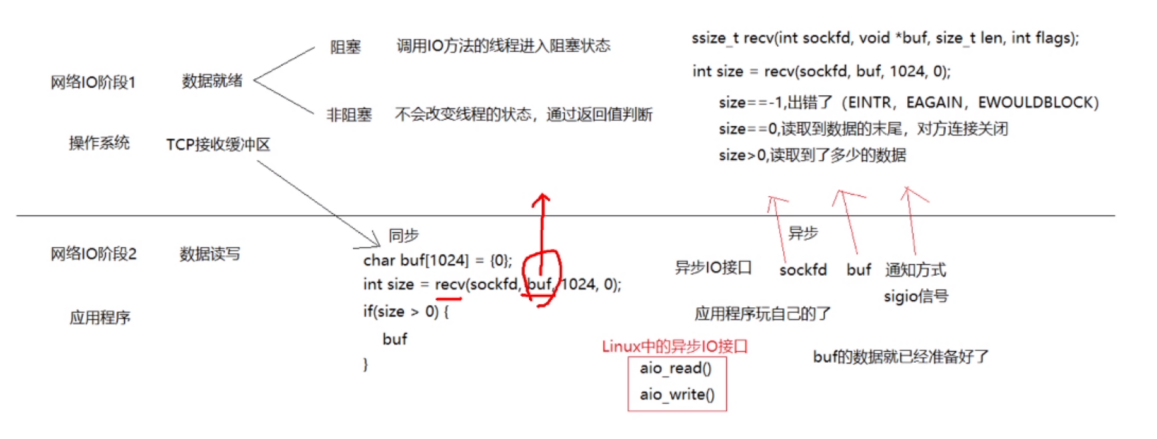 网络IO阶段1
数据就绪
阻塞
调用IO方法的线程进入阻塞状态
非阻塞
不会改变线程的状态，通过返回值判断
操作系统
TCP接收缓冲区
ssize_t recv(int sockfd, void *buf, size_t len, int flags);
int size = recv(sockfd, buf, 1024, 0);
size==-1,出错了（EINTR，EAGAIN，EWOULDBLOCK）
size==0,读取到数据的末尾，对方连接关闭
size>0,读取到了多少的数据
网络IO阶段2
数据读写
应用程序
同步
char buf[1024] = {0};
int size = recv(sockfd, buf, 1024, 0);
if(size > 0) {
buf
}
异步
异步IO接口
sockfd
buf
通知方式
sigio信号
应用程序玩自己的了
buf的数据就已经准备好了
Linux中的异步IO接口
aio_read()
aio_write()